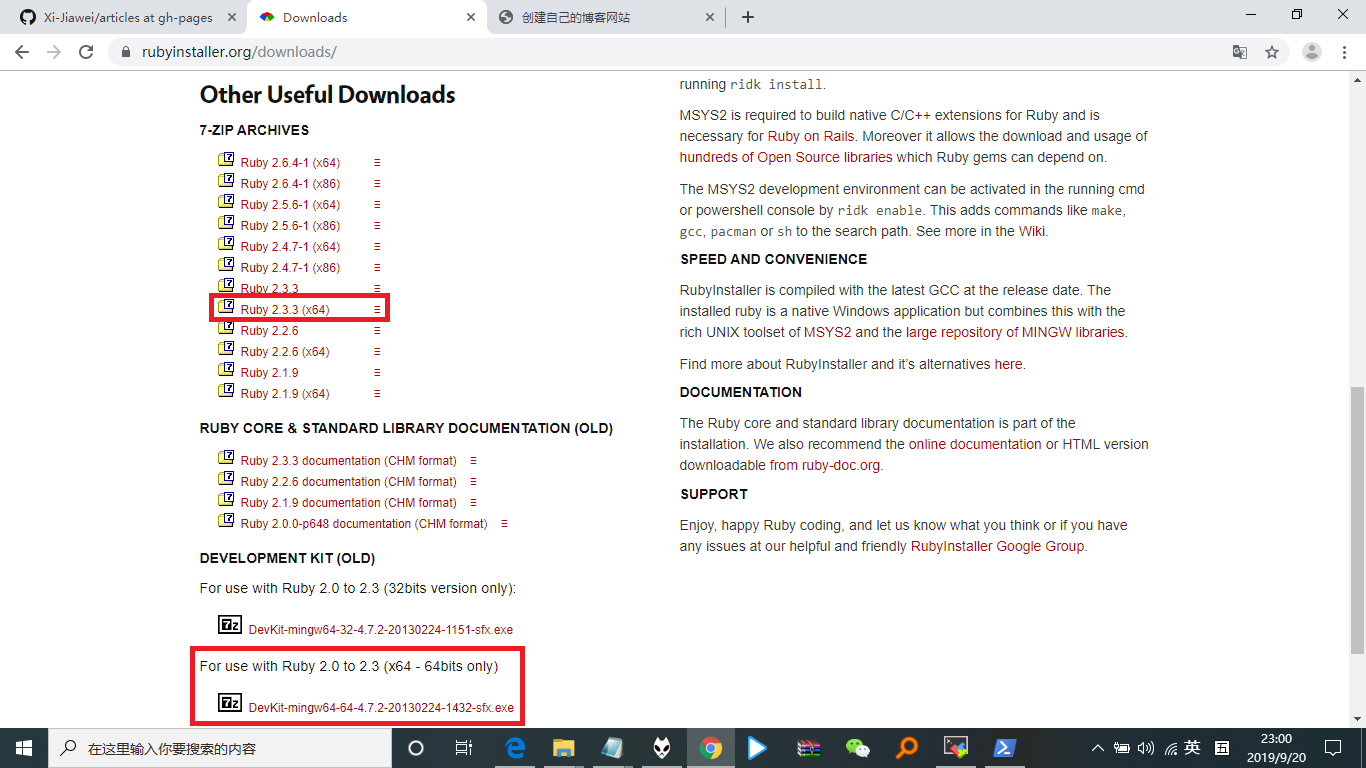 Xi-Jiawei/articles at gh-pages
Downloads
创建自己的博客网站
rubyinstaller.org/downloads/
Other Useful Downloads
7-ZIP ARCHIVES
Ruby 2.6.4-1 (x64)
Ruby 2.6.4-1 (x86)
Ruby 2.5.6-1 (x64)
Ruby 2.5.6-1 (x86)
Ruby 2.4.7-1 (x64)
Ruby 2.4.7-1 (x86)
Ruby 2.3.3
Ruby 2.3.3 (x64)
Ruby 2.2.6
Ruby 2.2.6 (x64)
Ruby 2.1.9
Ruby 2.1.9 (x64)
RUBY CORE & STANDARD LIBRARY DOCUMENTATION (OLD)
Ruby 2.3.3 documentation (CHM format)
Ruby 2.2.6 documentation (CHM format)
Ruby 2.1.9 documentation (CHM format)
Ruby 2.0.0-p648 documentation (CHM format)
DEVELOPMENT KIT (OLD)
For use with Ruby 2.0 to 2.3 (32bits version only):
DevKit-mingw64-32-4.7.2-20130224-1151-sfx.exe
For use with Ruby 2.0 to 2.3 (x64 - 64bits only)
DevKit-mingw64-64-4.7.2-20130224-1432-sfx.exe
running ridk install.
MSYS2 is required to build native C/C++ extensions for Ruby and is
necessary for Ruby on Rails. Moreover it allows the download and usage of
hundreds of Open Source libraries which Ruby gems can depend on.
The MSYS2 development environment can be activated in the running cmd
or powershell console by ridk enable. This adds commands like make,
gcc, pacman or sh to the search path. See more in the Wiki.
SPEED AND CONVENIENCE
RubyInstaller is compiled with the latest GCC at the release date. The
installed ruby is a native Windows application but combines this with the
rich UNIX toolset of MSYS2 and the large repository of MINGW libraries.
Find more about RubyInstaller and it's alternatives here.
DOCUMENTATION
The Ruby core and standard library documentation is part of the
installation. We also recommend the online documentation or HTML version
downloadable from ruby-doc.org.
SUPPORT
Enjoy, happy Ruby coding, and let us know what you think or if you have
any issues at our helpful and friendly RubyInstaller Google Group.
在这里输入你要搜索的内容
英
23:00
2019/9/20